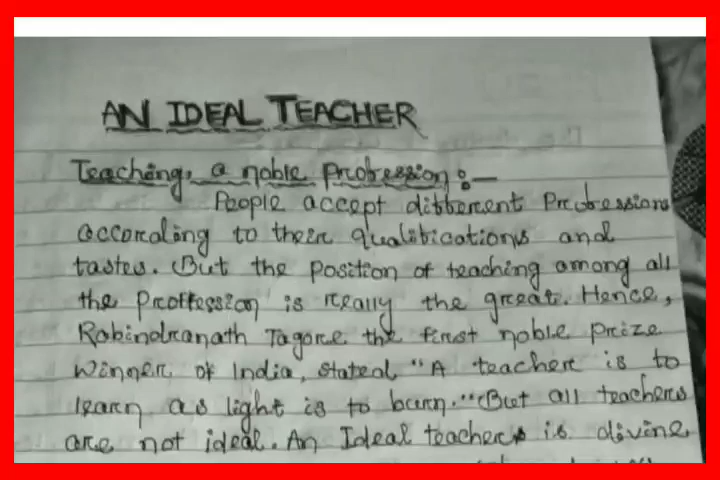 AN IDEAL TEACHER
Teaching, a noble Profession :-
People accept different Professions
according to their qualifications and
tastes. But the position of teaching among all
the Proffession is really the great. Hence,
Rabindranath Tagore the first noble prize
winner of India, stated "A teacher is to
learn as light is to burn." But all teachers
are not ideal. An Ideal teacher is divine